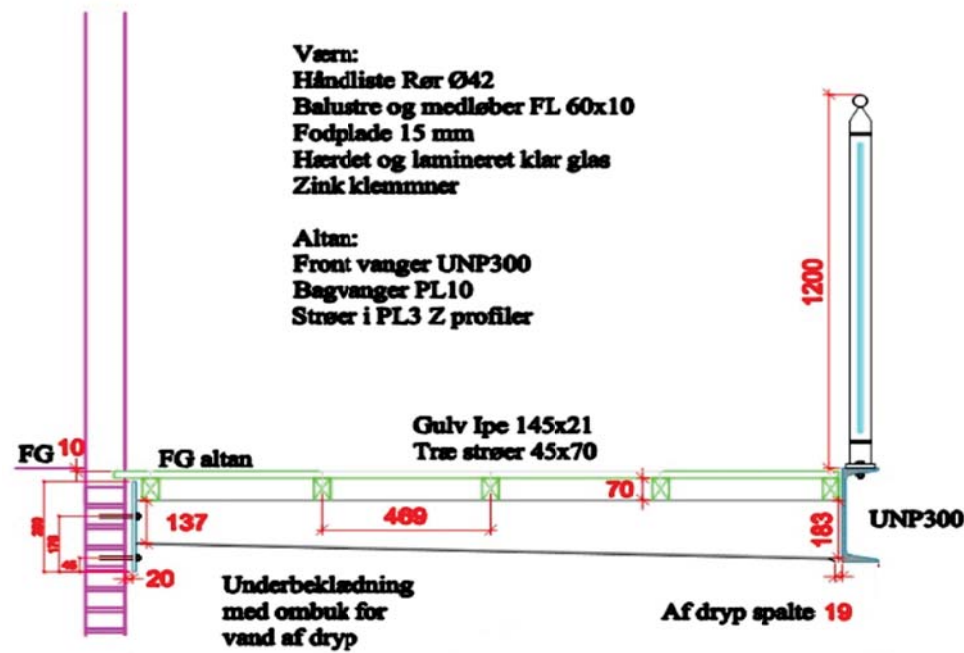 Værn:
Håndliste Rør Ø42
Balustre og medløber FL 60x10
Fodplade 15 mm
Hærdet og lamineret klar glas
Zink klemmner
Altan:
Front vanger UNP300
Bagvanger PL10
Strøer i PL3 Z profiler
1200
Gulv Ipe 145x21
Træ strøer 45x70
FG 10
FG altan
70
137
469
183
UNP300
170
20
Underbeklædning
med ombuk for
vand af dryp
Af dryp spalte 19